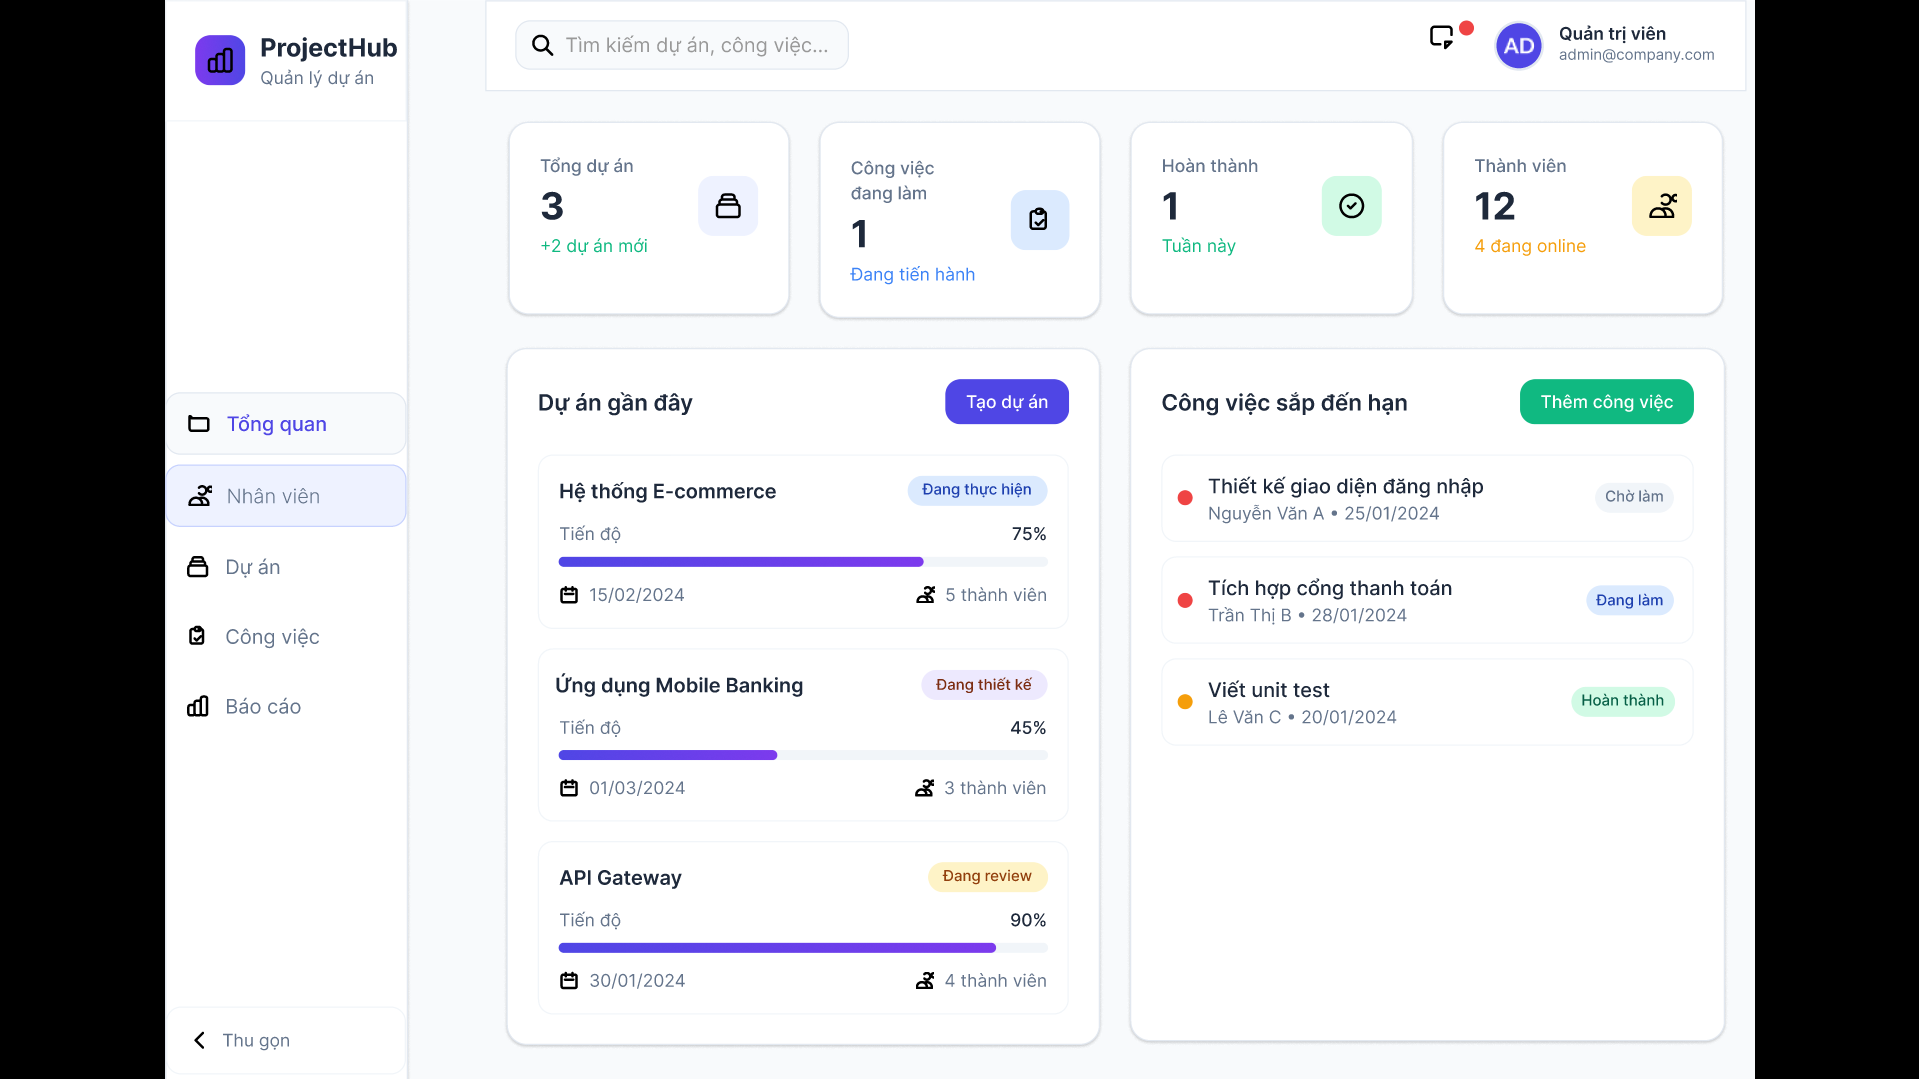 ProjectHub
Quản lý dự án
Tổng quan
Nhân viên
Dự án
Công việc
Báo cáo
Thu gọn
Tìm kiếm dự án, công việc...
AD
Quản trị viên
admin@company.com
Tổng dự án
3
+2 dự án mới
Công việc
đang làm
1
Đang tiến hành
Hoàn thành
1
Tuần này
Thành viên
12
4 đang online
Dự án gần đây
Tạo dự án
Hệ thống E-commerce
Đang thực hiện
Tiến độ
75%
15/02/2024
5 thành viên
Ứng dụng Mobile Banking
Đang thiết kế
Tiến độ
45%
01/03/2024
3 thành viên
API Gateway
Đang review
Tiến độ
90%
30/01/2024
4 thành viên
Công việc sắp đến hạn
Thêm công việc
Thiết kế giao diện đăng nhập
Nguyễn Văn A • 25/01/2024
Chờ làm
Tích hợp cổng thanh toán
Trần Thị B • 28/01/2024
Đang làm
Viết unit test
Lê Văn C • 20/01/2024
Hoàn thành